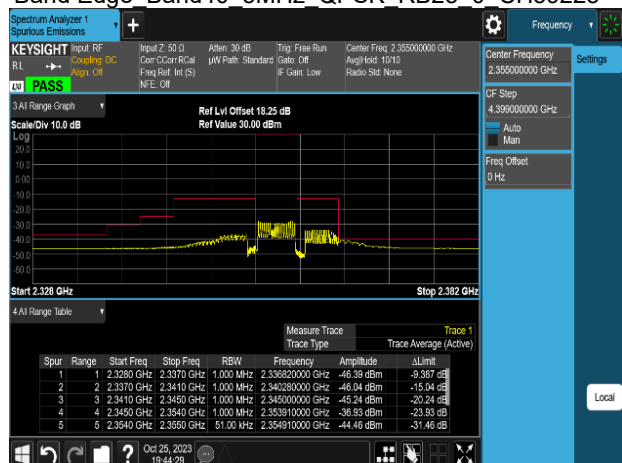 Spectrum Analyzer 1
Spurious Emissions
Frequency
KEYSIGHT
Input: RF
Input Z: 50 Ω
Atten: 30 dB
Trig: Free Run
Center Freq: 2.355000000 GHz
RL
Coupling: DC
Corr CCorr RCal
µW Path: Standard
Gate: Off
Avg|Hold: 10/10
Align: Off
Freq Ref: Int (S)
IF Gain: Low
Radio Std: None
NFE: Off
LXI
PASS
Center Frequency
2.355000000 GHz
Settings
CF Step
4.399000000 GHz
Auto
Man
Freq Offset
0 Hz
3 All Range Graph
Ref Lvl Offset 18.25 dB
Scale/Div 10.0 dB
Ref Value 30.00 dBm
Log
20.0
10.0
0.00
-10.0
-20.0
-30.0
-40.0
-50.0
-60.0
Start 2.328 GHz
Stop 2.382 GHz
4 All Range Table
Measure Trace
Trace 1
Trace Type
Trace Average (Active)
Spur Range Start Freq Stop Freq RBW Frequency Amplitude ΔLimit
1 1 2.3280 GHz 2.3370 GHz 1.000 MHz 2.336820000 GHz -46.39 dBm -9.387 dB
2 2 2.3370 GHz 2.3410 GHz 1.000 MHz 2.340280000 GHz -46.04 dBm -15.04 dB
3 3 2.3410 GHz 2.3450 GHz 1.000 MHz 2.345000000 GHz -45.24 dBm -20.24 dB
4 4 2.3450 GHz 2.3540 GHz 1.000 MHz 2.353910000 GHz -36.93 dBm -23.93 dB
5 5 2.3540 GHz 2.3550 GHz 51.00 kHz 2.354910000 GHz -44.46 dBm -31.46 dB
Local
Oct 25, 2023
19:44:29